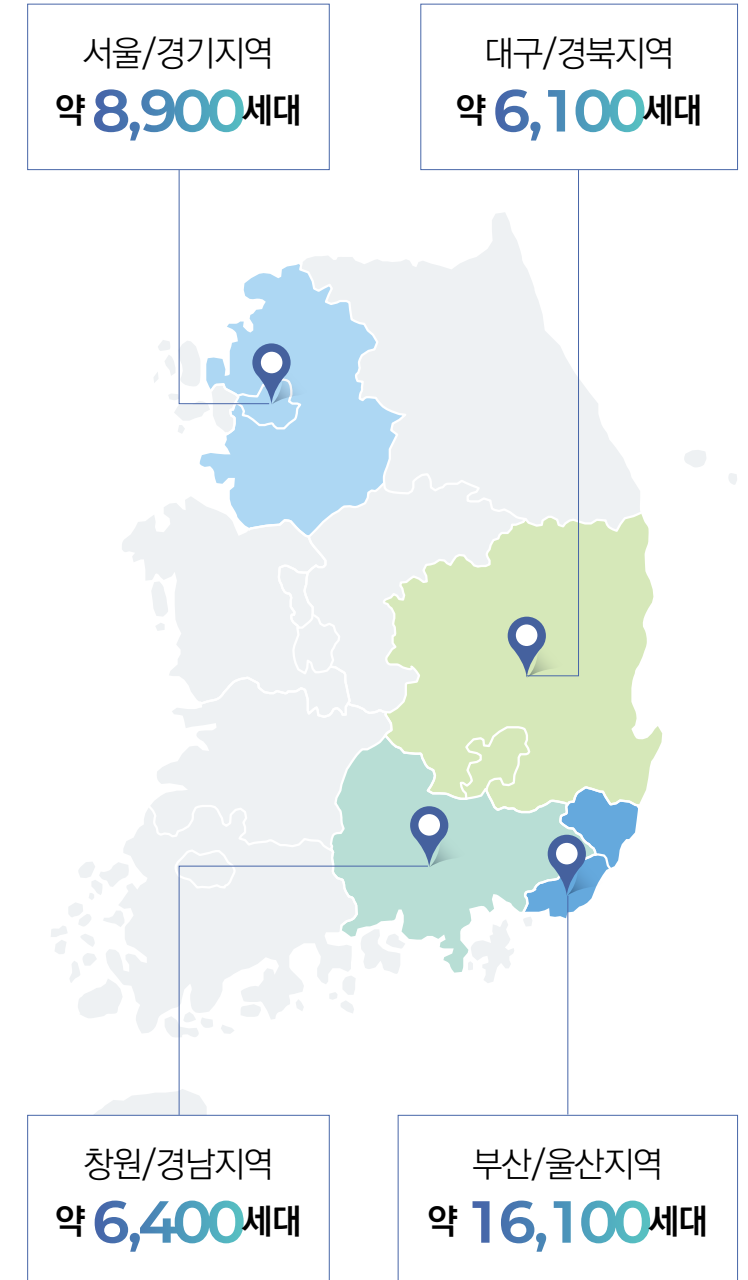 서울/경기지역
약 8,900세대
대구/경북지역
약 6,100세대
창원/경남지역
약 6,400세대
부산/울산지역
약 16,100세대